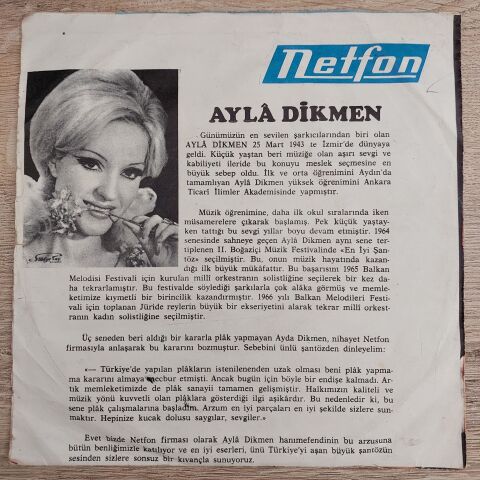 Netfon
AYLÂ DİKMEN
Günümüzün en sevilen şarkıcılarından biri olan
AYLÂ DİKMEN 25 Mart 1943 te İzmir'de dünyaya
geldi. Küçük yaştan beri müziğe olan aşırı sevgi ve
kabiliyeti ileride bu konuyu meslek seçmesine en
büyük sebep oldu. İlk ve orta öğrenimini Aydın'da
tamamlıyan Aylâ Dikmen yüksek öğrenimini Ankara
Ticarî İlimler Akademisinde yapmıştır.
Müzik öğrenimine, daha ilk okul sıralarında iken
müsamerelere çıkarak başlamış. Pek küçük yaştay-
ken tattığı bu sevgi yıllar boyu devam etmiştir. 1964
senesinde sahneye geçen Aylâ Dikmen aynı sene ter-
tiplenen II. Boğaziçi Müzik Festivalinde «En İyi Şan-
töz» seçilmiştir. Bu, onun müzik hayatında kazan-
dığı ilk büyük mükâfattır. Bu başarısını 1965 Balkan
Melodisi Festivali için kurulan millî orkestranın solistliğine seçilerek bir kez da-
ha tekrarlamıştır. Bu festivalde söylediği şarkılarla çok alâka görmüş ve memle-
ketimize kıymetli bir birincilik kazandırmıştır. 1966 yılı Balkan Melodileri Festi-
vali için toplanan Jüride reylerin büyük bir ekseriyetini alarak tekrar millî orkest-
ranın kadın solistliğine seçilmiştir.
Üç seneden beri aldığı bir kararla plâk yapmayan Ayda Dikmen, nihayet Netfon
firmasıyla anlaşarak bu kararını bozmuştur. Sebebini ünlü şantözden dinleyelim:
«— Türkiye'de yapılan plâkların istenilenenden uzak olması beni plâk yapma-
ma kararını almaya mecbur etmişti. Ancak bugün için böyle bir endişe kalmadı. Ar-
tık memleketimizde de plâk sanayii tamamen gelişmiştir. Halkımızın kaliteli ve
müzik yönü kuvvetli olan plâklara gösterdiği ilgi aşikârdır. Bu nedenledir ki, bu
sene plâk çalışmalarına başladım. Arzum en iyi parçaları en iyi şekilde sizlere sun-
maktır. Hepinize kucak dolusu saygılar, sevgiler.»
Evet bizde Netfon firması olarak Aylâ Dikmen hanımefendinin bu arzusuna
bütün benliğimizle katılıyor ve en iyi eserleri, ünü Türkiye'yi aşan büyük şantözün
sesinden sizlere sonsuz bir kıvançla sunuyoruz.